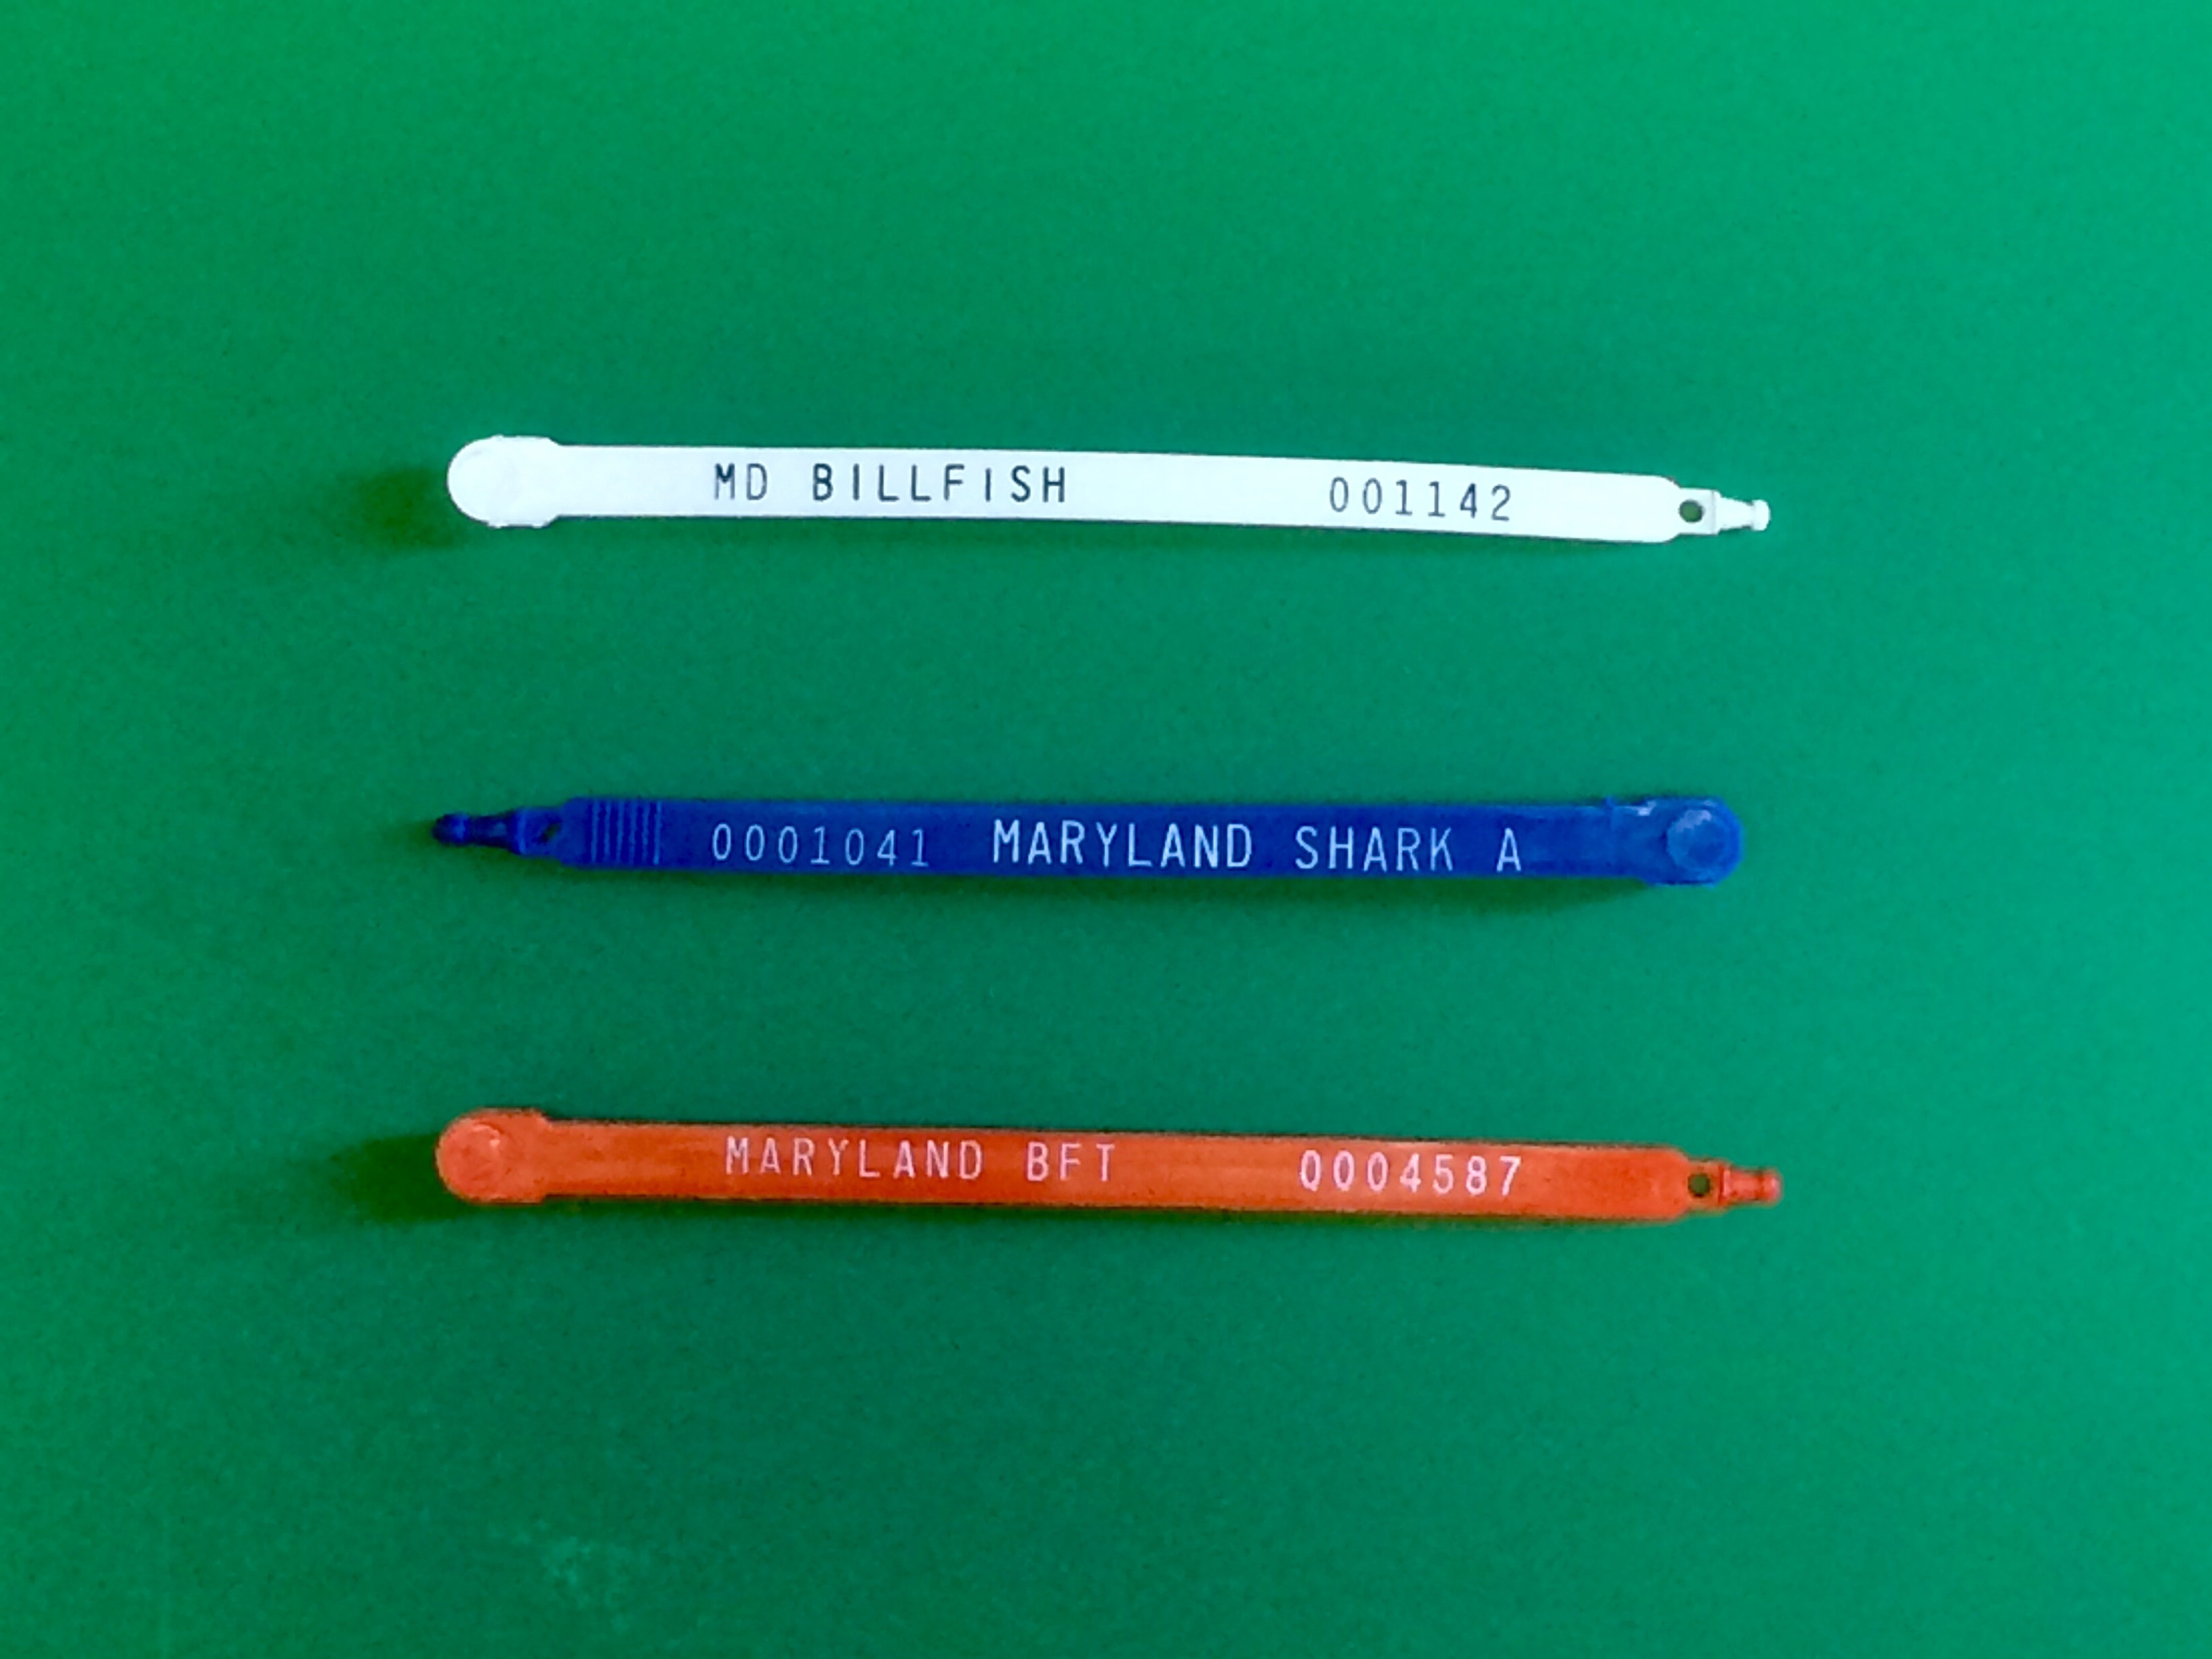 MD BILLFISH 001142
0001041 MARYLAND SHARK A
MARYLAND BFT 0004587